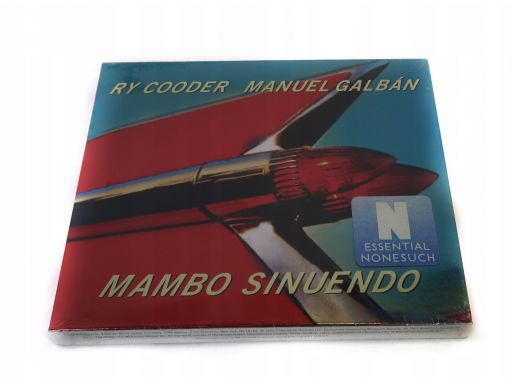 RY COODER MANUEL GALBÁN
N
ESSENTIAL
NONESUCH
MAMBO SINUENDO